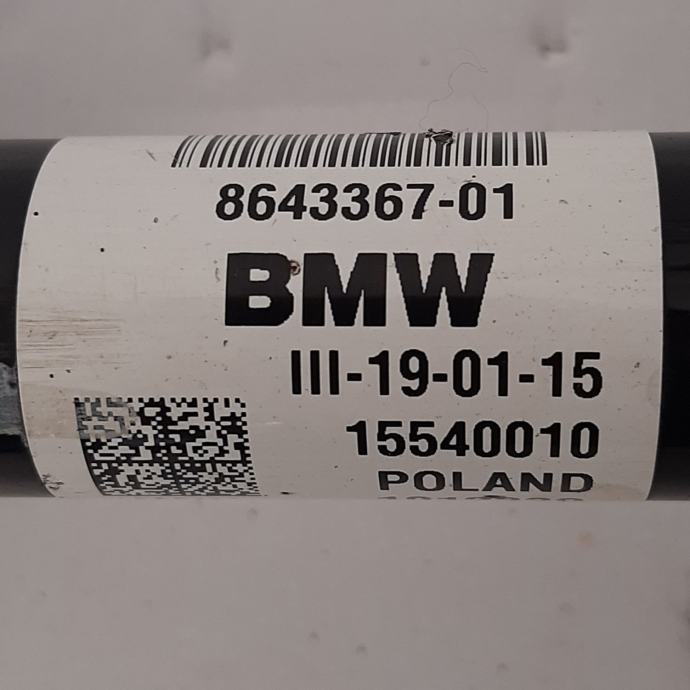 8643367-01
BMW
III-19-01-15
15540010
POLAND